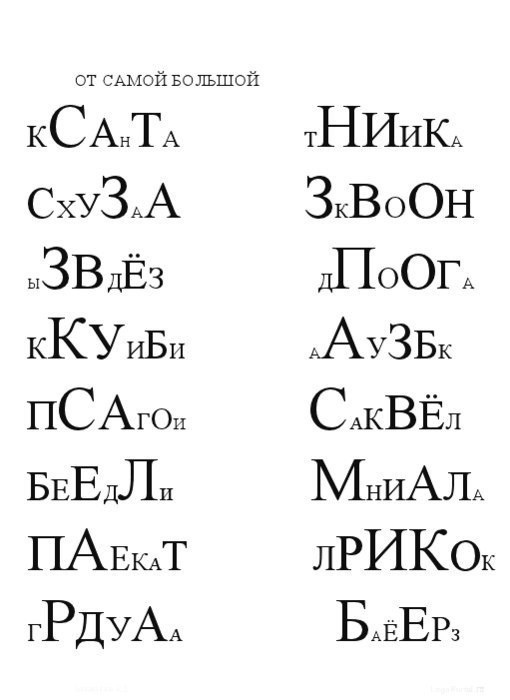 ОТ САМОЙ БОЛЬШОЙ
кСАнТА тНИиКА
СХУЗАА ЗКВОоН
ыЗВДЁЗ дПоОГА
КкУИБИ аАУЗБК
пСАГОИ САКВЁЛ
БЕЕДЛи МНИАЛА
ПАЕКАТ ЛРИКОК
ГРДУАА БАЁЕРЗ